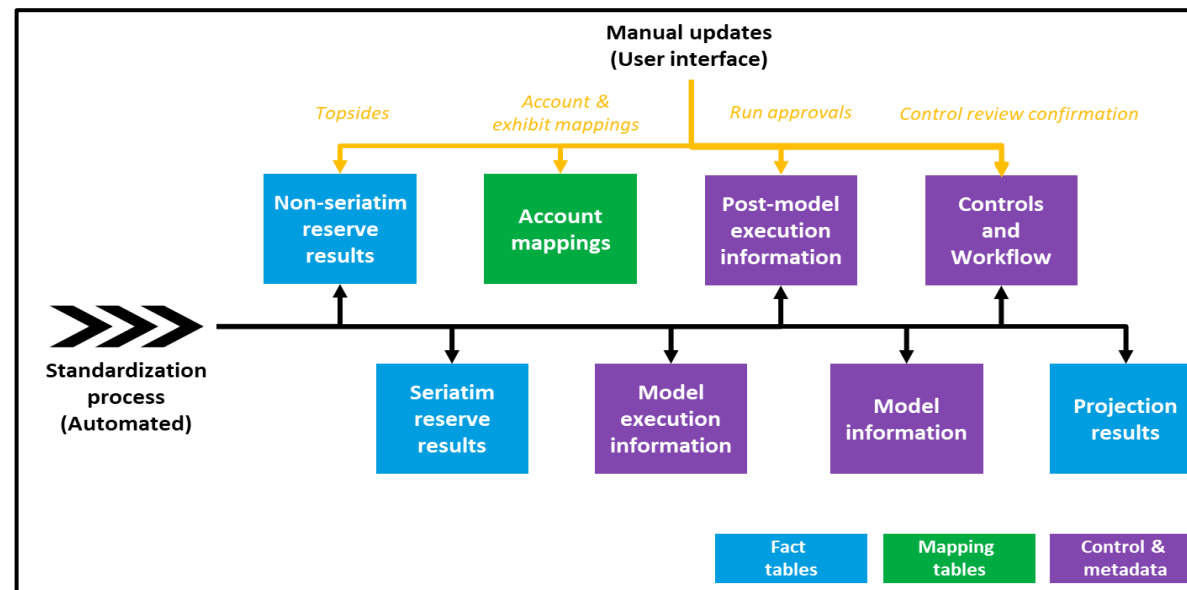 Manual updates
(User interface)
Topsides
Account &
exhibit mappings
Run approvals
Control review confirmation
Non-seriatim
reserve
results
Account
mappings
Post-model
execution
information
Controls
and
Workflow
Standardization
process
(Automated)
Seriatim
reserve
results
Model
execution
information
Model
information
Projection
results
Fact
tables
Mapping
tables
Control &
metadata